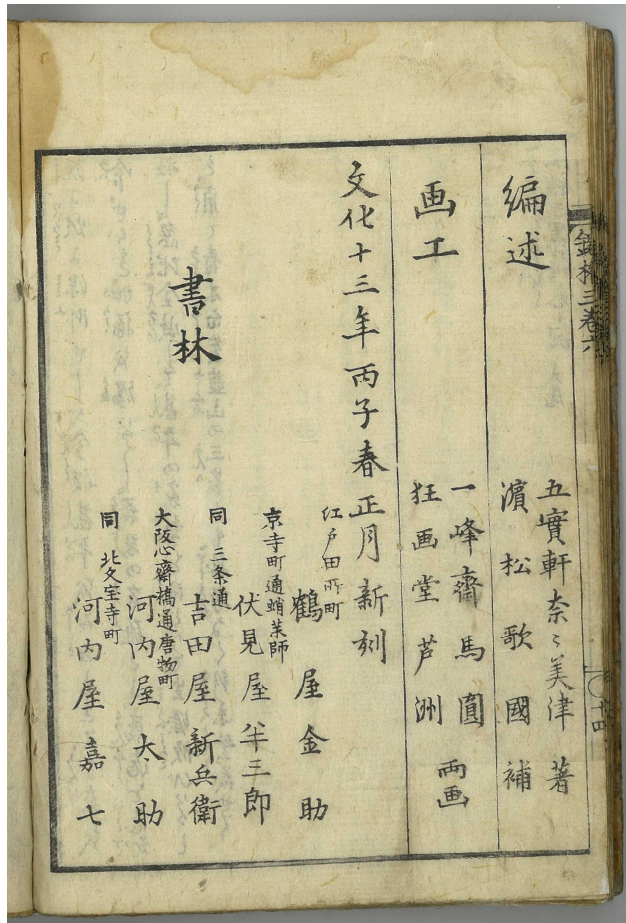 編述
五實軒奈〻美津 著
濱松歌國 補
画工
一峰齋馬圓
狂画堂芦洲
両画
文化十三年丙子春正月新刻
書林
江戸田所町
鶴屋金助
京寺町通蛸薬師
伏見屋半三郎
同 三条通
吉田屋新兵衛
大阪心齋橋通唐物町
河内屋太助
同 北久宝寺町
河内屋嘉七